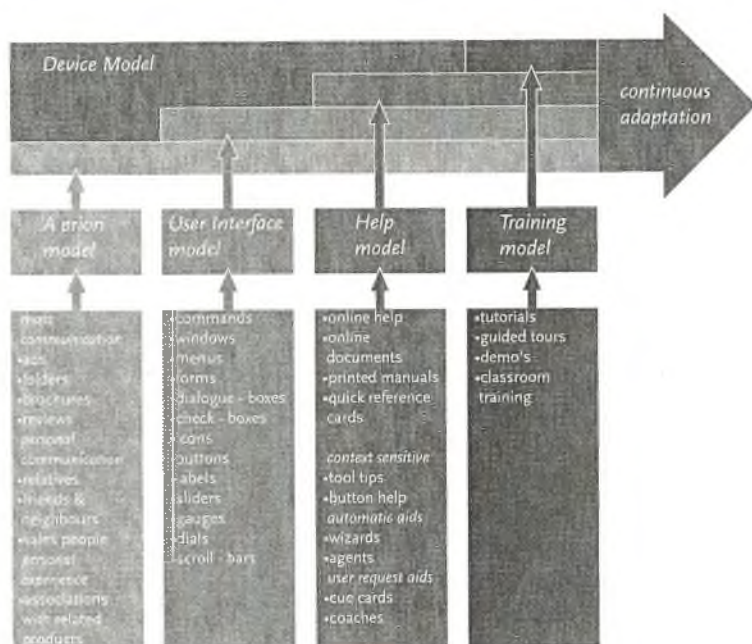 Device Model
continuous
adaptation
A priori
model
User Interface
model
Help
model
Training
model
mass
communication
•ads
•folders
•brochures
•reviews
personal
communication
•relatives
•friends &
neighbours
•sales people
personal
experience
•associations
with related
products
•commands
•windows
•menus
•forms
•dialogue - boxes
•check - boxes
•icons
•buttons
•labels
•sliders
•gauges
•dials
•scroll - bars
•online help
•online
documents
•printed manuals
•quick reference
cards
context sensitive
•tool tips
•button help
automatic aids
•wizards
•agents
user request aids
•cue cards
•coaches
•tutorials
•guided tours
•demo's
•classroom
training